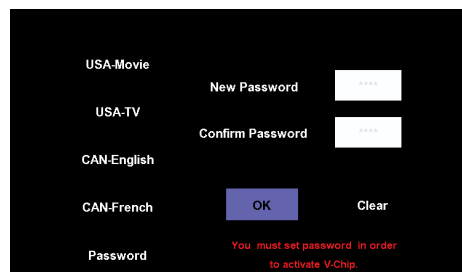 USA-Movie
USA-TV
CAN-English
CAN-French
Password
New Password
****
Confirm Password
****
OK
Clear
You must set password in order
to activate V-Chip.